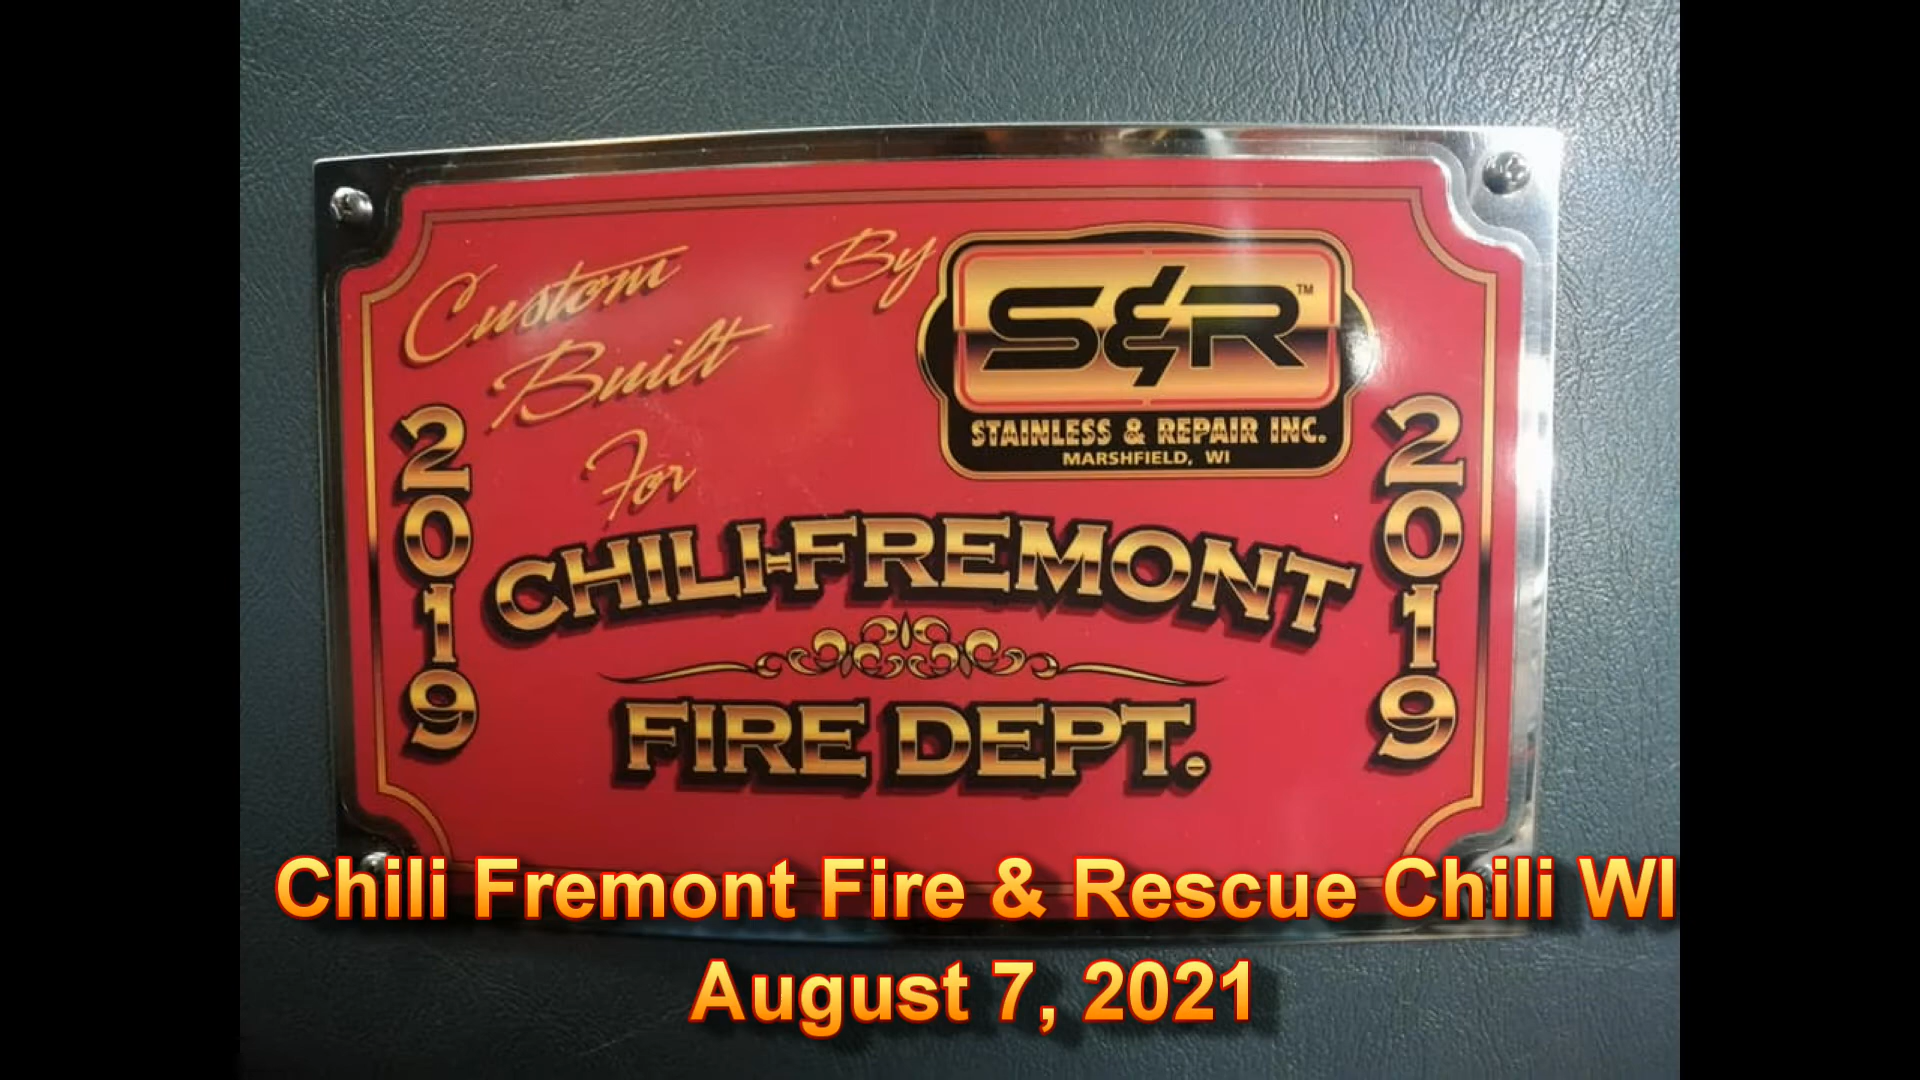 Custom
Built
For
By
S&R™
STAINLESS & REPAIR INC.
MARSHFIELD, WI
2019
2019
CHILI-FREMONT
FIRE DEPT.
Chili Fremont Fire & Rescue Chili WI
August 7, 2021